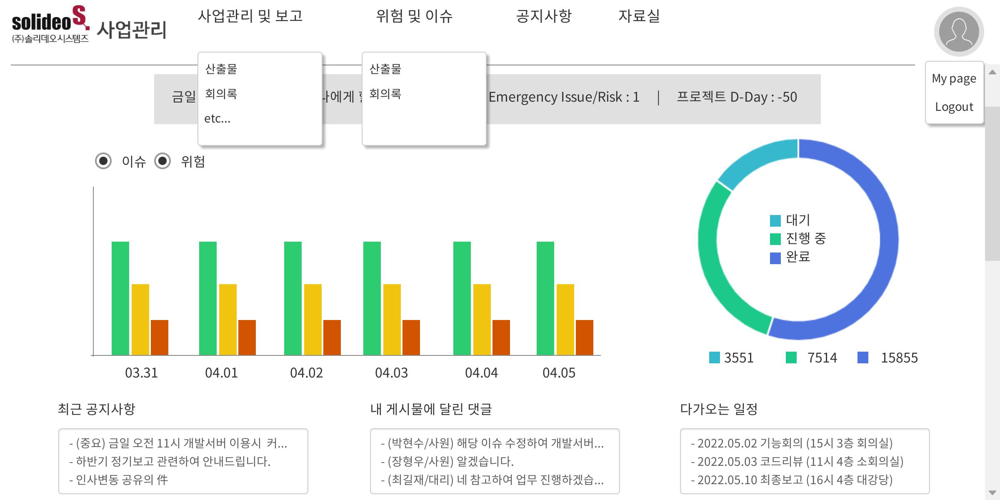 solideoS
(주)솔리데오시스템즈
사업관리
사업관리 및 보고
위험 및 이슈
공지사항
자료실
산출물
회의록
etc...
산출물
회의록
My page
Logout
금일
나에게
Emergency Issue/Risk : 1 | 프로젝트 D-Day : -50
이슈 위험
대기
진행 중
완료
3551 7514 15855
03.31 04.01 04.02 04.03 04.04 04.05
최근 공지사항
- (중요) 금일 오전 11시 개발서버 이용시 커...
- 하반기 정기보고 관련하여 안내드립니다.
- 인사변동 공유의 件
내 게시물에 달린 댓글
- (박현수/사원) 해당 이슈 수정하여 개발서버...
- (장형우/사원) 알겠습니다.
- (최길재/대리) 네 참고하여 업무 진행하겠습...
다가오는 일정
- 2022.05.02 기능회의 (15시 3층 회의실)
- 2022.05.03 코드리뷰 (11시 4층 소회의실)
- 2022.05.10 최종보고 (16시 4층 대강당)